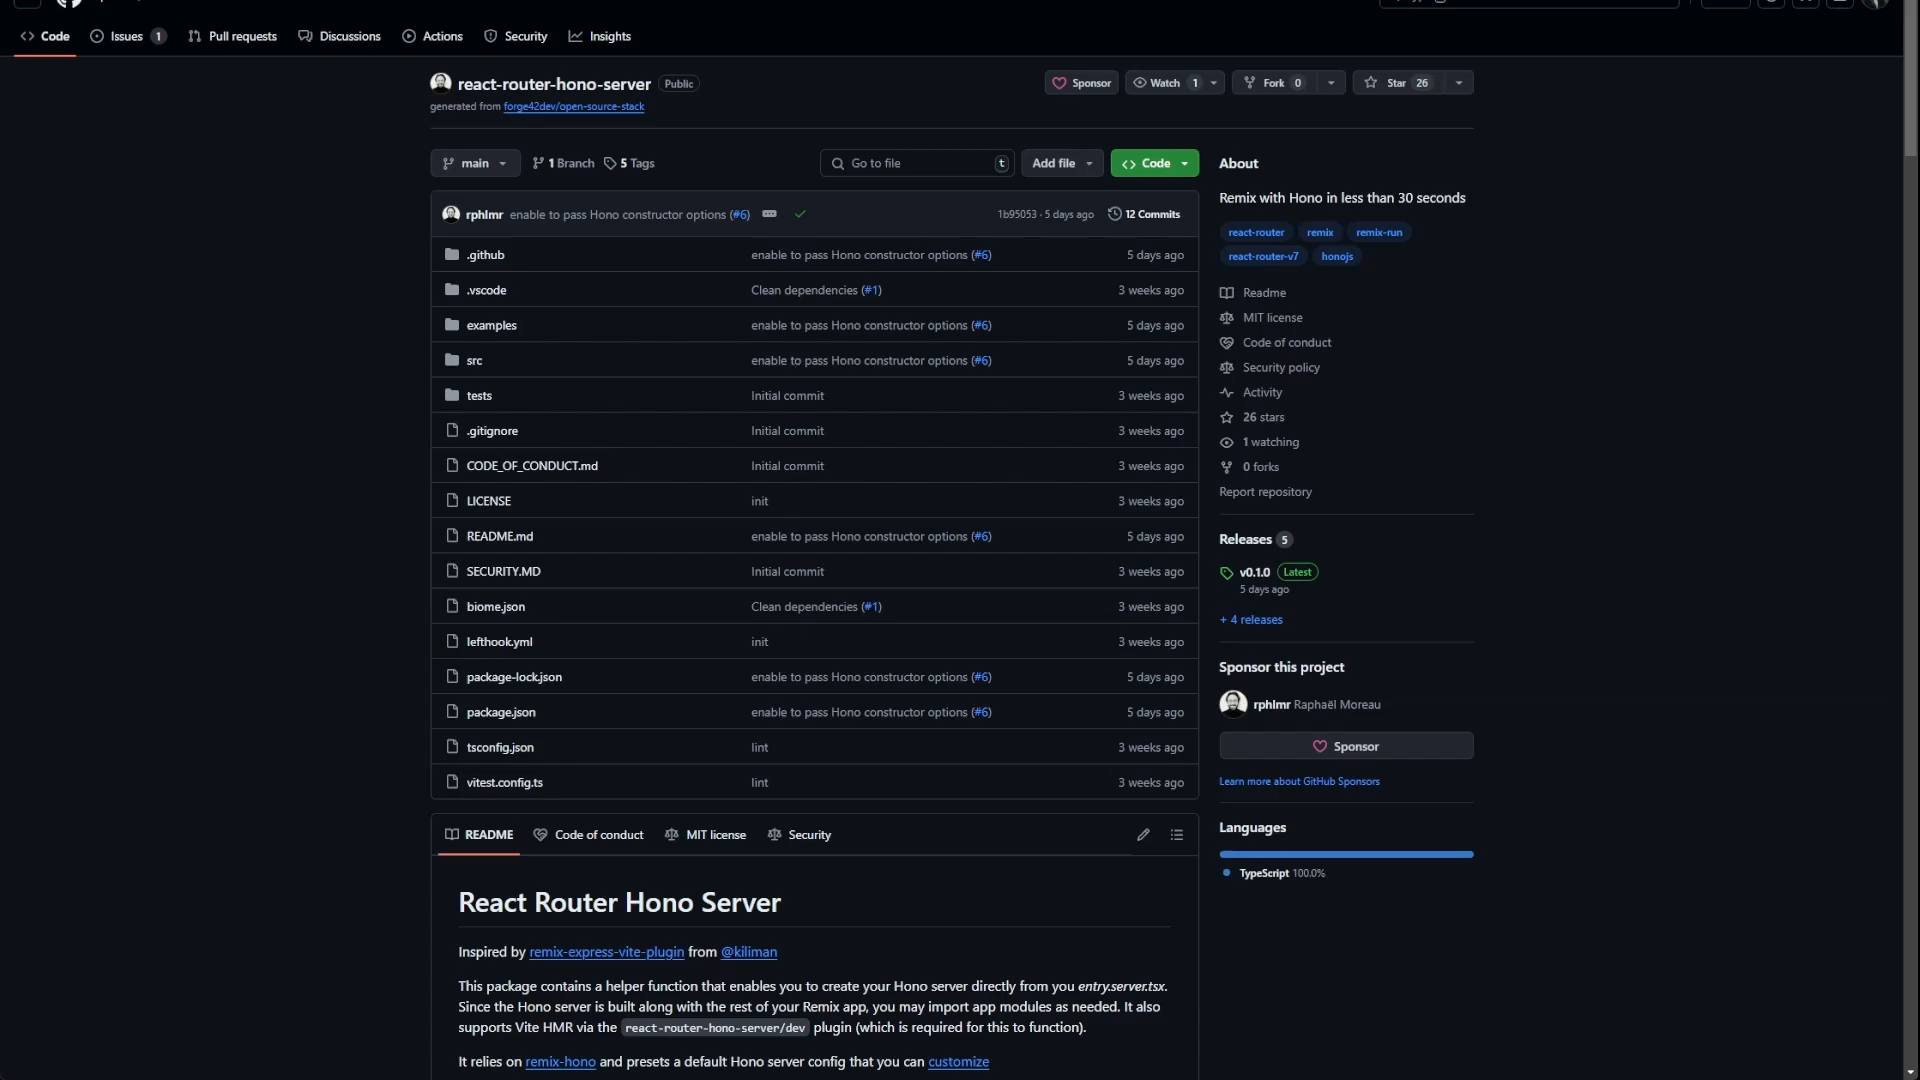 Code
Issues 1
Pull requests
Discussions
Actions
Security
Insights
react-router-hono-server Public
generated from forge42dev/open-source-stack
Sponsor
Watch 1
Fork 0
Star 26
main
1 Branch
5 Tags
Go to file t
Add file
Code
rphlmr enable to pass Hono constructor options (#6)
1b95053 · 5 days ago
12 Commits
.github enable to pass Hono constructor options (#6) 5 days ago
.vscode Clean dependencies (#1) 3 weeks ago
examples enable to pass Hono constructor options (#6) 5 days ago
src enable to pass Hono constructor options (#6) 5 days ago
tests Initial commit 3 weeks ago
.gitignore Initial commit 3 weeks ago
CODE_OF_CONDUCT.md Initial commit 3 weeks ago
LICENSE init 3 weeks ago
README.md enable to pass Hono constructor options (#6) 5 days ago
SECURITY.MD Initial commit 3 weeks ago
biome.json Clean dependencies (#1) 3 weeks ago
lefthook.yml init 3 weeks ago
package-lock.json enable to pass Hono constructor options (#6) 5 days ago
package.json enable to pass Hono constructor options (#6) 5 days ago
tsconfig.json lint 3 weeks ago
vitest.config.ts lint 3 weeks ago
README
Code of conduct
MIT license
Security
React Router Hono Server
Inspired by remix-express-vite-plugin from @kiliman
This package contains a helper function that enables you to create your Hono server directly from you entry.server.tsx.
Since the Hono server is built along with the rest of your Remix app, you may import app modules as needed. It also
supports Vite HMR via the react-router-hono-server/dev plugin (which is required for this to function).
It relies on remix-hono and presets a default Hono server config that you can customize
About
Remix with Hono in less than 30 seconds
react-router remix remix-run
react-router-v7 honojs
Readme
MIT license
Code of conduct
Security policy
Activity
26 stars
1 watching
0 forks
Report repository
Releases 5
v0.1.0 Latest
5 days ago
+ 4 releases
Sponsor this project
rphlmr Raphaël Moreau
Sponsor
Learn more about GitHub Sponsors
Languages
TypeScript 100.0%